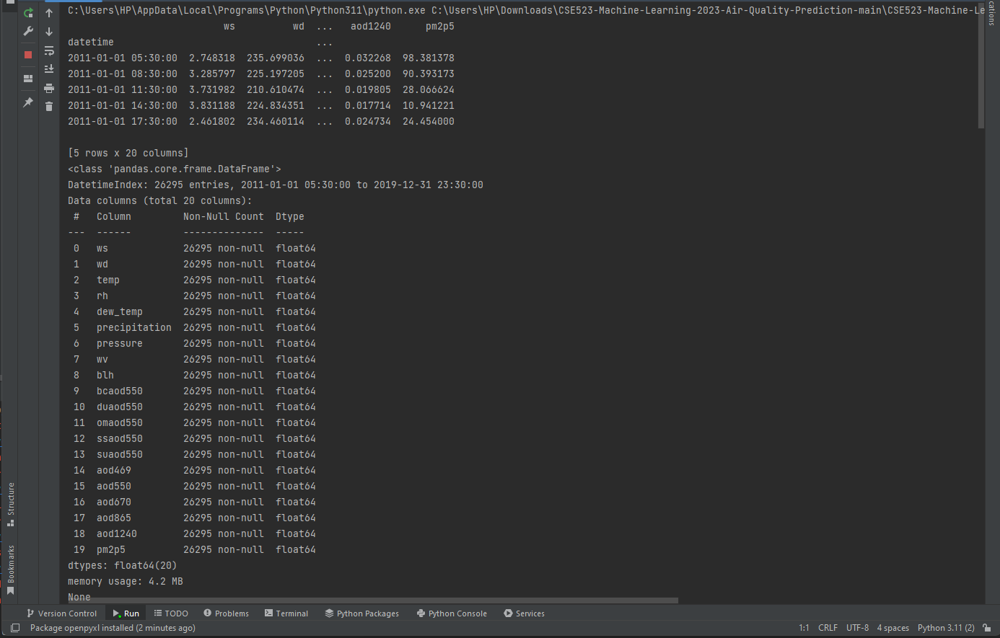 C:\Users\HP\AppData\Local\Programs\Python\Python311\python.exe C:\Users\HP\Downloads\CSE523-Machine-Learning-2023-Air-Quality-Prediction-main\CSE523-Machine-Le
ws wd ... aod1240 pm2p5
datetime ...
2011-01-01 05:30:00 2.748318 235.699036 ... 0.032268 98.381378
2011-01-01 08:30:00 3.285797 225.197205 ... 0.025200 90.393173
2011-01-01 11:30:00 3.731982 210.610474 ... 0.019805 28.066624
2011-01-01 14:30:00 3.831188 224.834351 ... 0.017714 10.941221
2011-01-01 17:30:00 2.461802 234.460114 ... 0.024734 24.454000
[5 rows x 20 columns]
<class 'pandas.core.frame.DataFrame'>
DatetimeIndex: 26295 entries, 2011-01-01 05:30:00 to 2019-12-31 23:30:00
Data columns (total 20 columns):
# Column Non-Null Count Dtype
--- ------ -------------- -----
0 ws 26295 non-null float64
1 wd 26295 non-null float64
2 temp 26295 non-null float64
3 rh 26295 non-null float64
4 dew_temp 26295 non-null float64
5 precipitation 26295 non-null float64
6 pressure 26295 non-null float64
7 wv 26295 non-null float64
8 blh 26295 non-null float64
9 bcaod550 26295 non-null float64
10 duaod550 26295 non-null float64
11 omaod550 26295 non-null float64
12 ssaod550 26295 non-null float64
13 suaod550 26295 non-null float64
14 aod469 26295 non-null float64
15 aod550 26295 non-null float64
16 aod670 26295 non-null float64
17 aod865 26295 non-null float64
18 aod1240 26295 non-null float64
19 pm2p5 26295 non-null float64
dtypes: float64(20)
memory usage: 4.2 MB
None
cations
Structure
Bookmarks
Version Control Run TODO Problems Terminal Python Packages Python Console Services
Package openpyxl installed (2 minutes ago) 1:1 CRLF UTF-8 4 spaces Python 3.11 (2)